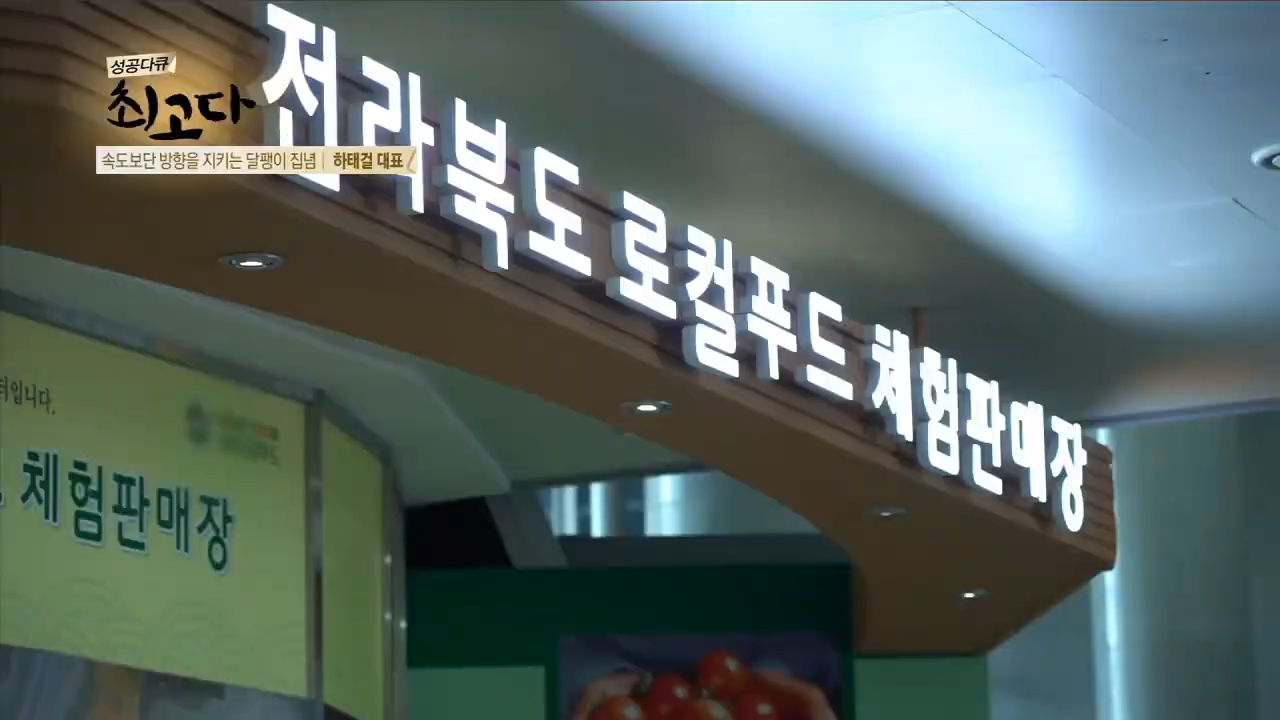 성공다큐
최고다
속도보단 방향을 지키는 달팽이 집념 | 하태걸 대표
전라북도 로컬푸드 체험판매장
터입니다.
체험판매장